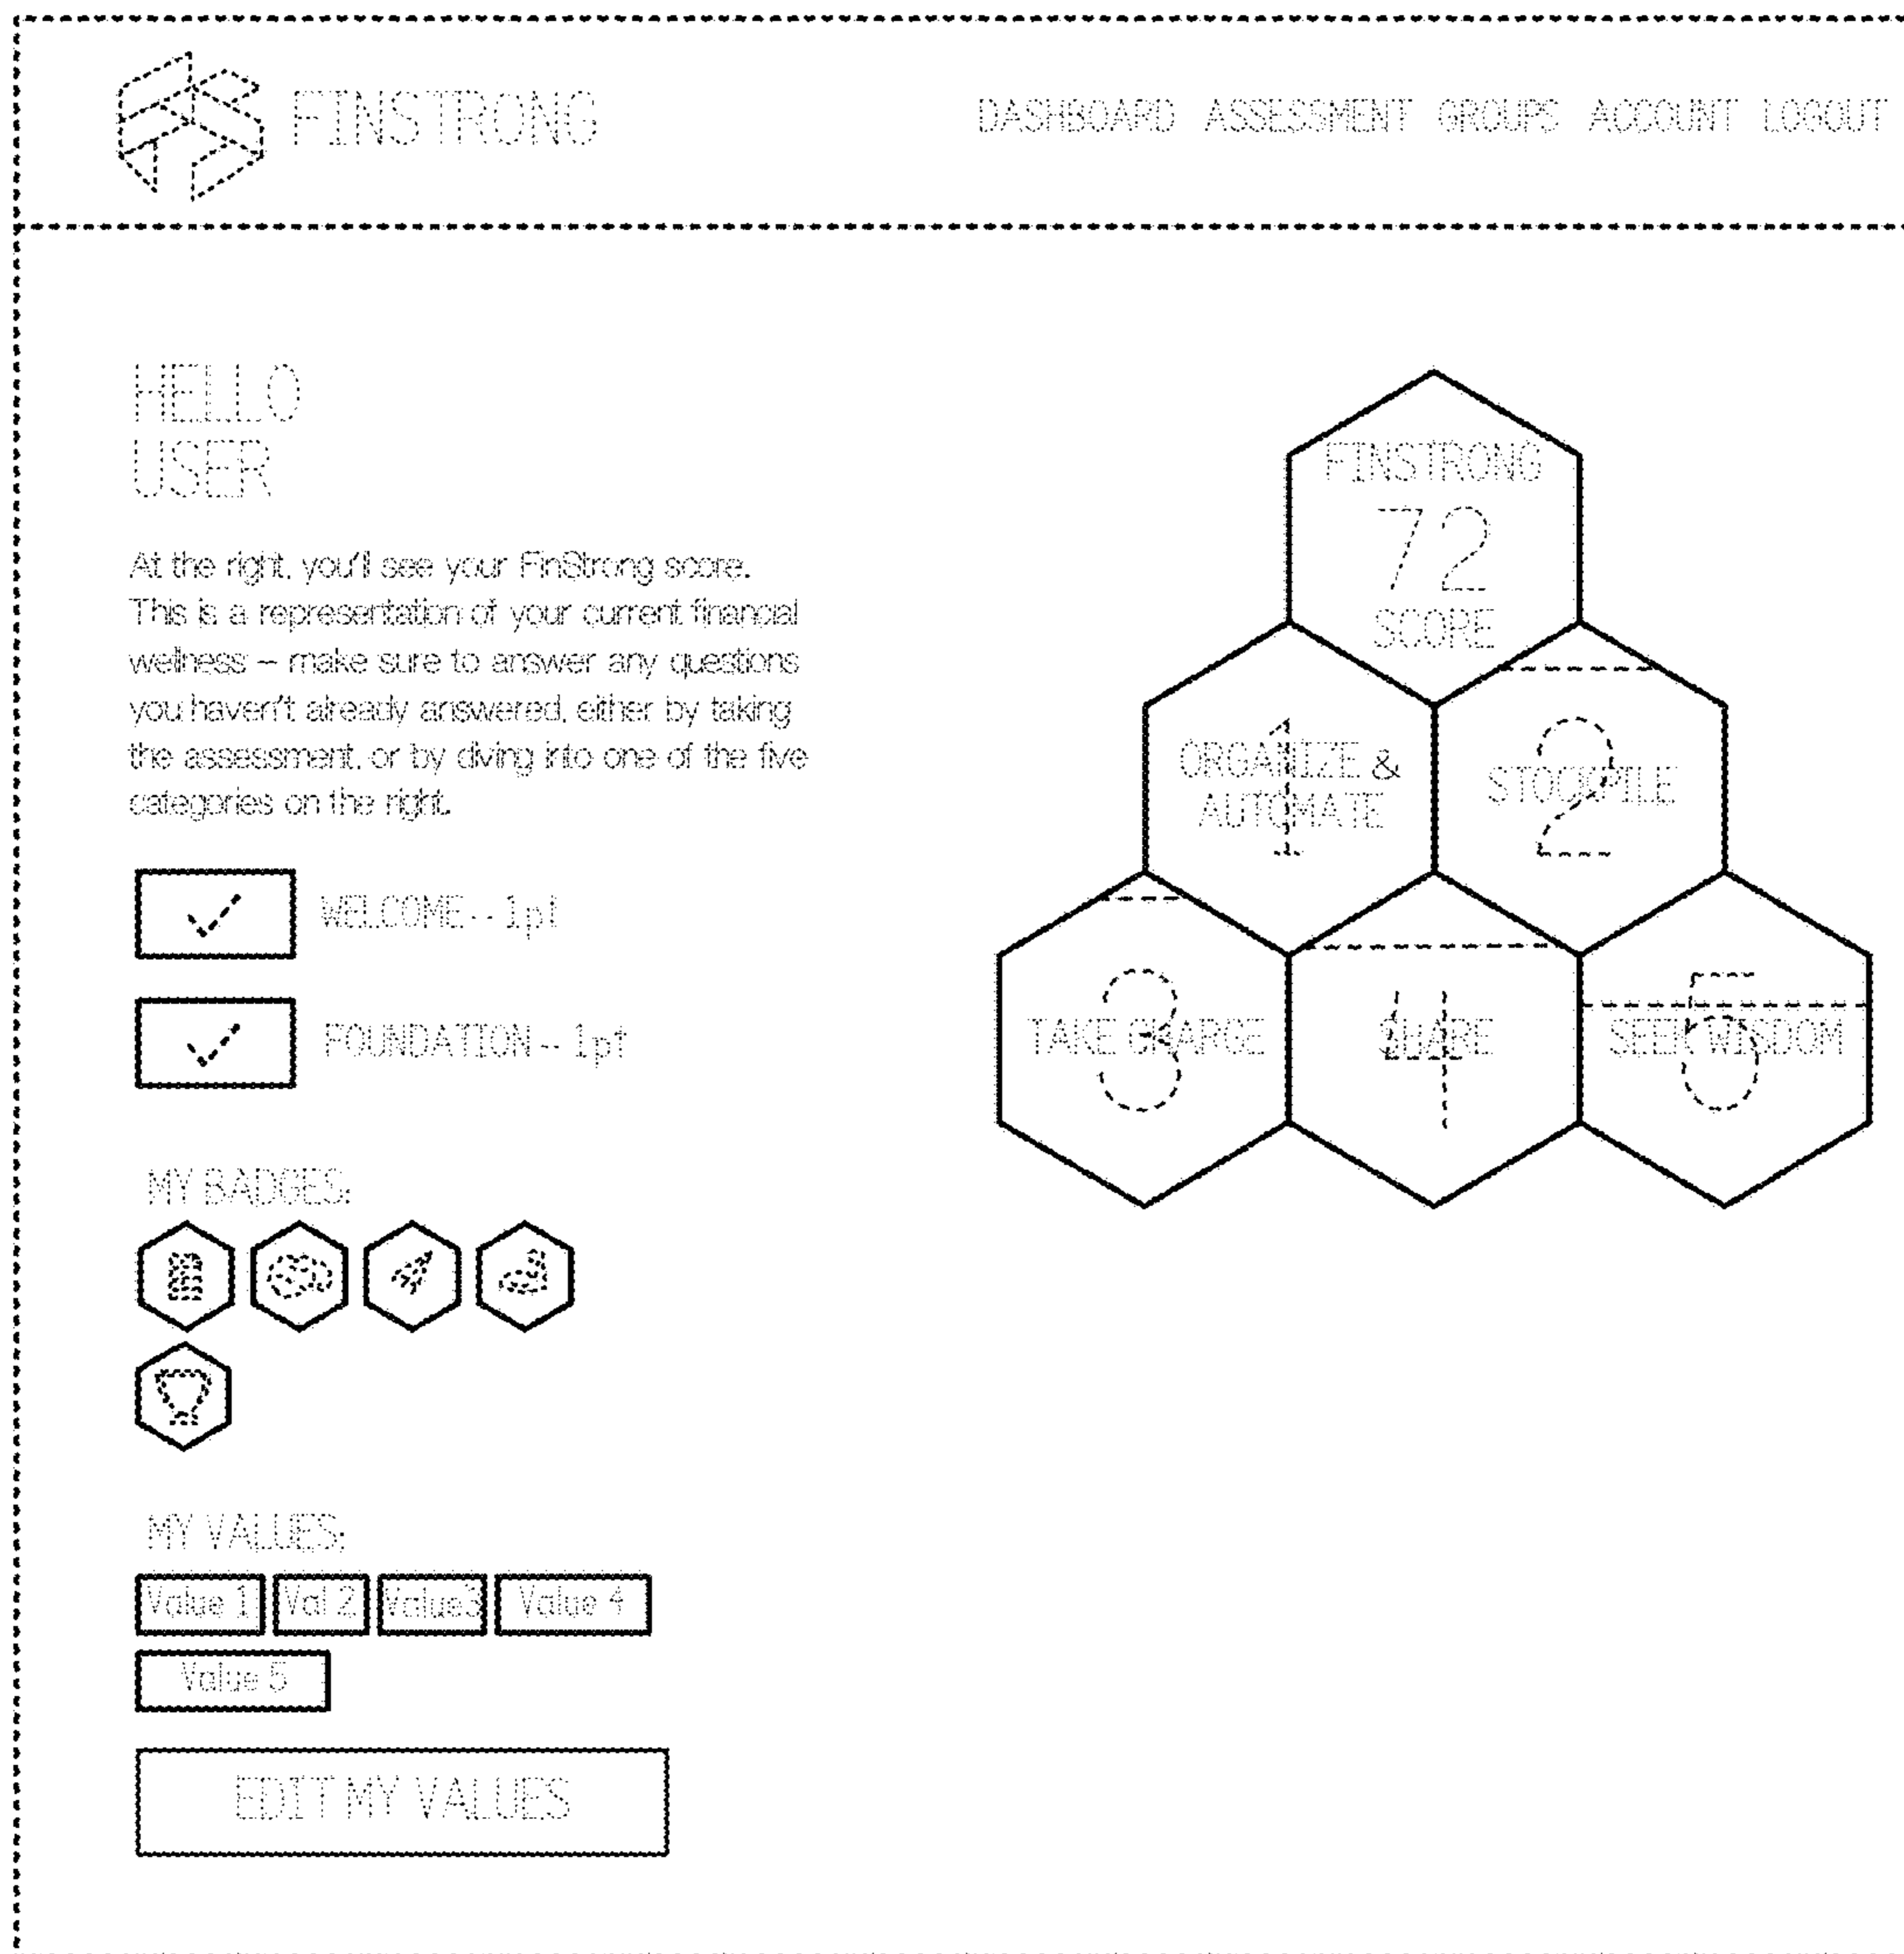 FINSTRONG
DASHBOARD ASSESSMENT GROUPS ACCOUNT LOGOUT
HELLO
USER
At the right, you'll see your FinStrong score.
This is a representation of your current financial
wellness -- make sure to answer any questions
you haven't already answered, either by taking
the assessment, or by diving into one of the five
categories on the right.
WELCOME -- 1pt
FOUNDATION -- 1pt
MY BADGES:
MY VALUES:
Value 1 Val 2 Value3 Value 4
Value 5
EDIT MY VALUES
FINSTRONG
72
SCORE
1
ORGANIZE &
AUTOMATE
2
STOCKPILE
3
TAKE CHARGE
4
SHARE
5
SEEK WISDOM